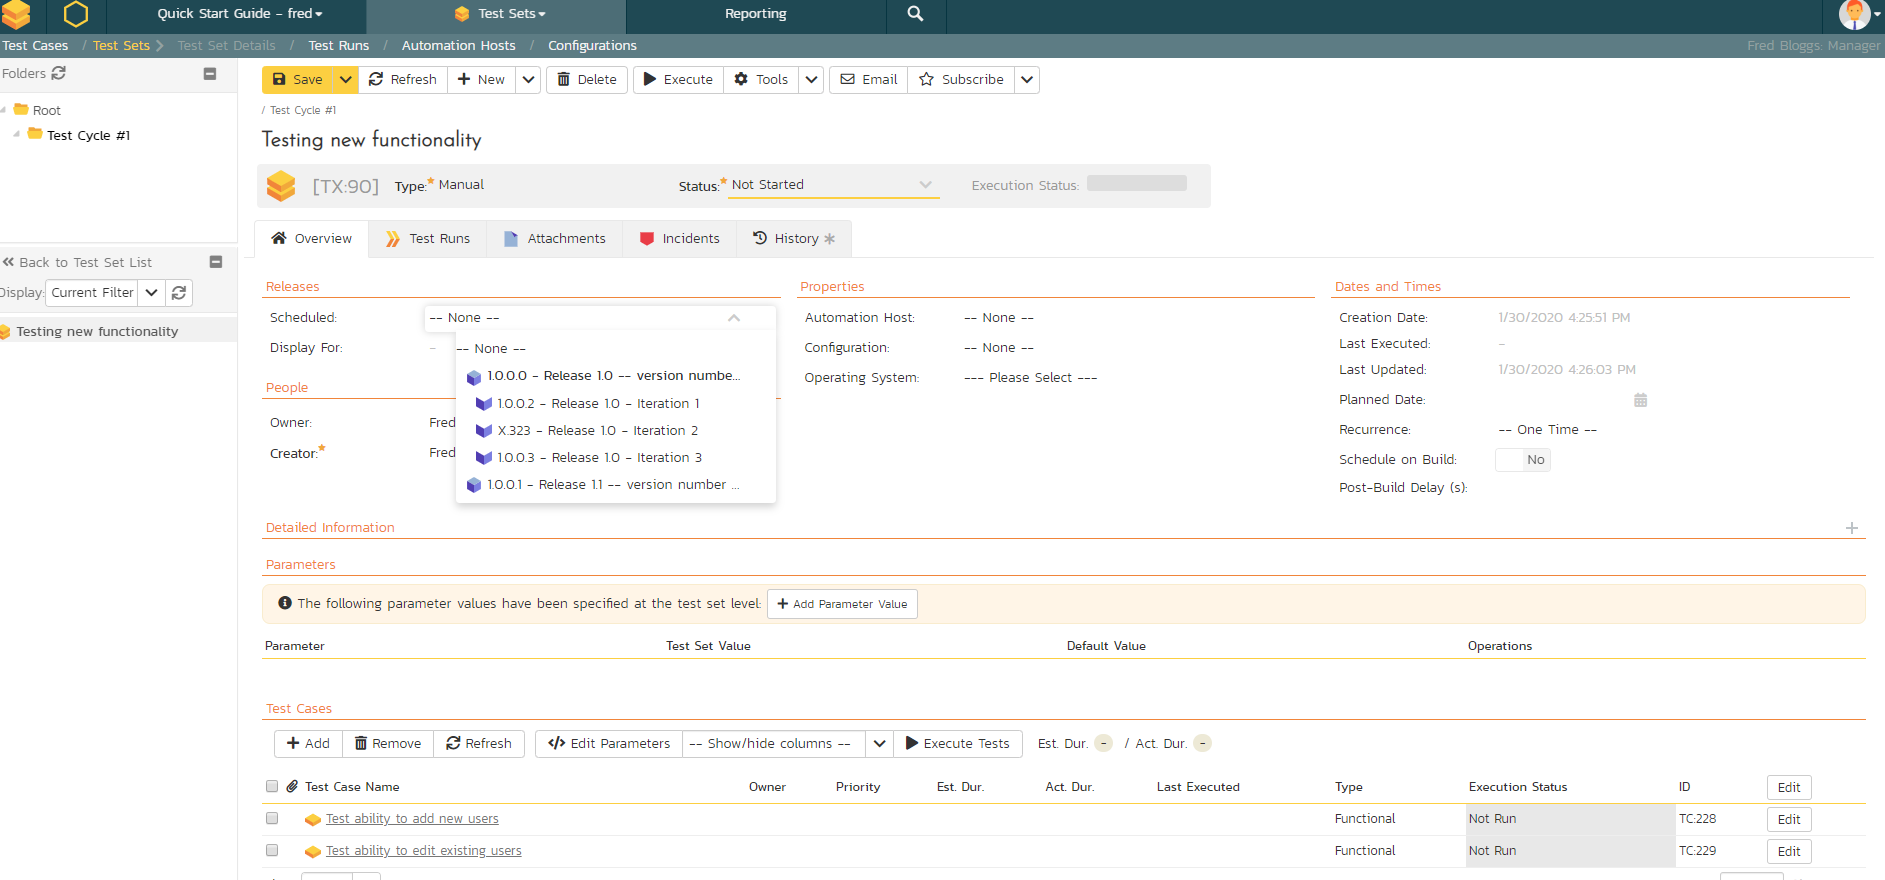 Quick Start Guide - fred
Test Sets
Reporting
Test Cases / Test Sets Test Set Details / Test Runs / Automation Hosts / Configurations
Fred Bloggs: Manager
Folders
Root
Test Cycle #1
Back to Test Set List
Display: Current Filter
Testing new functionality
Save Refresh New Delete Execute Tools Email Subscribe
/ Test Cycle #1
Testing new functionality
[TX:90] Type:* Manual Status:* Not Started Execution Status:
Overview Test Runs Attachments Incidents History
Releases
Scheduled: -- None --
Display For: -
-- None --
1.0.0.0 - Release 1.0 -- version numbe...
1.0.0.2 - Release 1.0 - Iteration 1
X.323 - Release 1.0 - Iteration 2
1.0.0.3 - Release 1.0 - Iteration 3
1.0.0.1 - Release 1.1 -- version number ...
People
Owner: Fred
Creator:* Fred
Properties
Automation Host: -- None --
Configuration: -- None --
Operating System: --- Please Select ---
Dates and Times
Creation Date: 1/30/2020 4:25:51 PM
Last Executed: -
Last Updated: 1/30/2020 4:26:03 PM
Planned Date:
Recurrence: -- One Time --
Schedule on Build: No
Post-Build Delay (s):
Detailed Information
Parameters
The following parameter values have been specified at the test set level: Add Parameter Value
Parameter Test Set Value Default Value Operations
Test Cases
Add Remove Refresh Edit Parameters -- Show/hide columns -- Execute Tests Est. Dur. - / Act. Dur. -
Test Case Name Owner Priority Est. Dur. Act. Dur. Last Executed Type Execution Status ID Edit
Test ability to add new users Functional Not Run TC:228 Edit
Test ability to edit existing users Functional Not Run TC:229 Edit